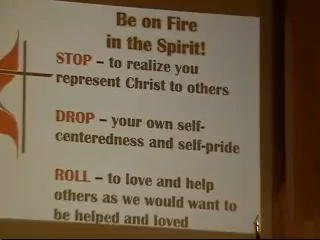 Be on Fire
in the Spirit!
STOP – to realize you
represent Christ to others
DROP – your own self-
centeredness and self-pride
ROLL – to love and help
others as we would want to
be helped and loved